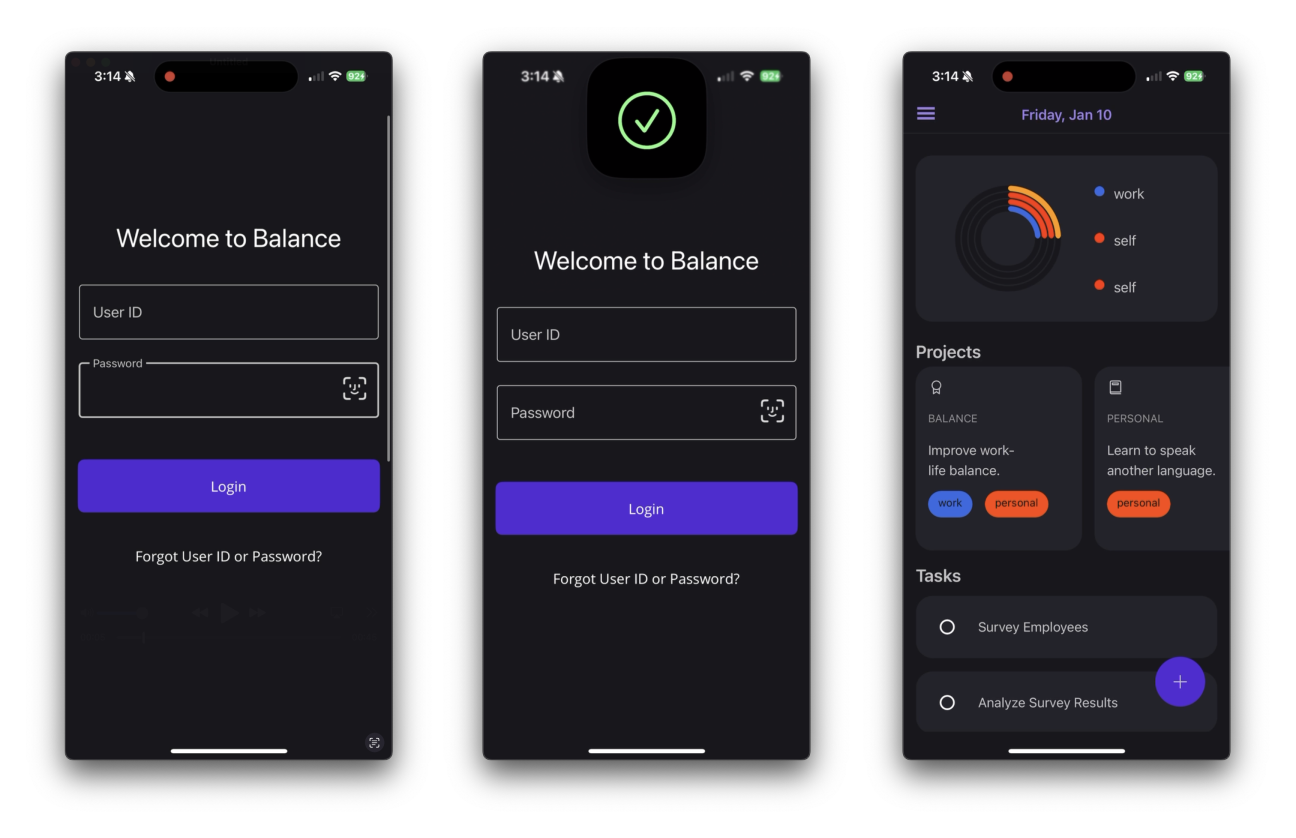 3:14
92
Welcome to Balance
User ID
Password
Login
Forgot User ID or Password?
3:14
92
Welcome to Balance
User ID
Password
Login
Forgot User ID or Password?
3:14
92
Friday, Jan 10
work
self
self
Projects
BALANCE
Improve work-
life balance.
work personal
PERSONAL
Learn to speak
another language.
personal
Tasks
Survey Employees
Analyze Survey Results